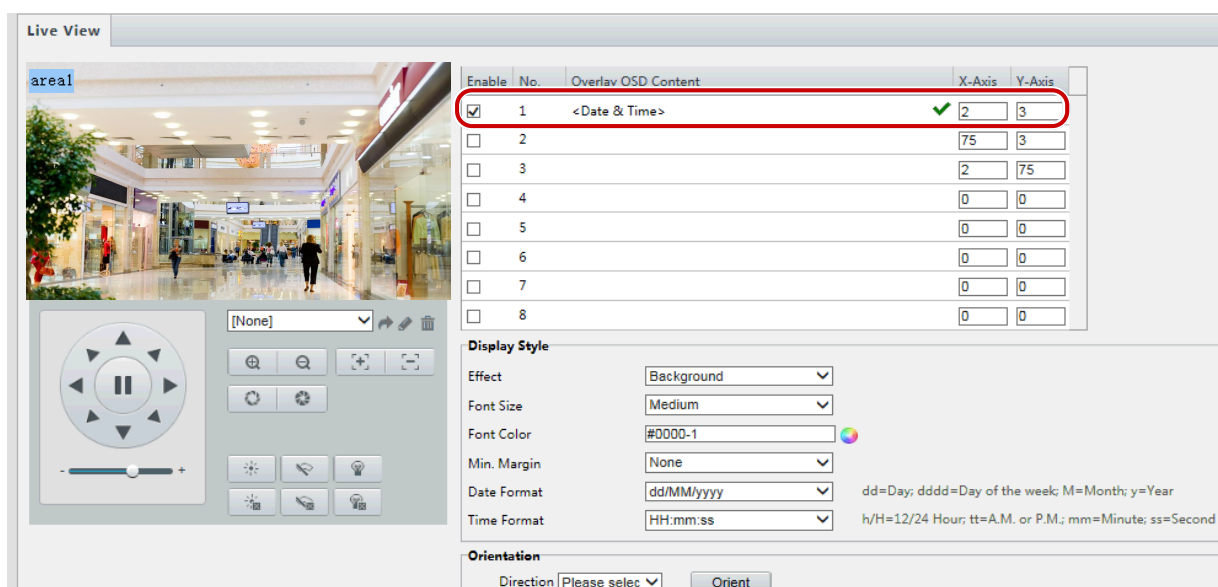 Live View
area1
Enable No. Overlay OSD Content X-Axis Y-Axis
1 <Date & Time> 2 3
2 75 3
3 2 75
4 0 0
5 0 0
6 0 0
7 0 0
8 0 0
[None]
- +
Display Style
Effect Background
Font Size Medium
Font Color #0000-1
Min. Margin None
Date Format dd/MM/yyyy dd=Day; dddd=Day of the week; M=Month; y=Year
Time Format HH:mm:ss h/H=12/24 Hour; tt=A.M. or P.M.; mm=Minute; ss=Second
Orientation
Direction Please selec Orient